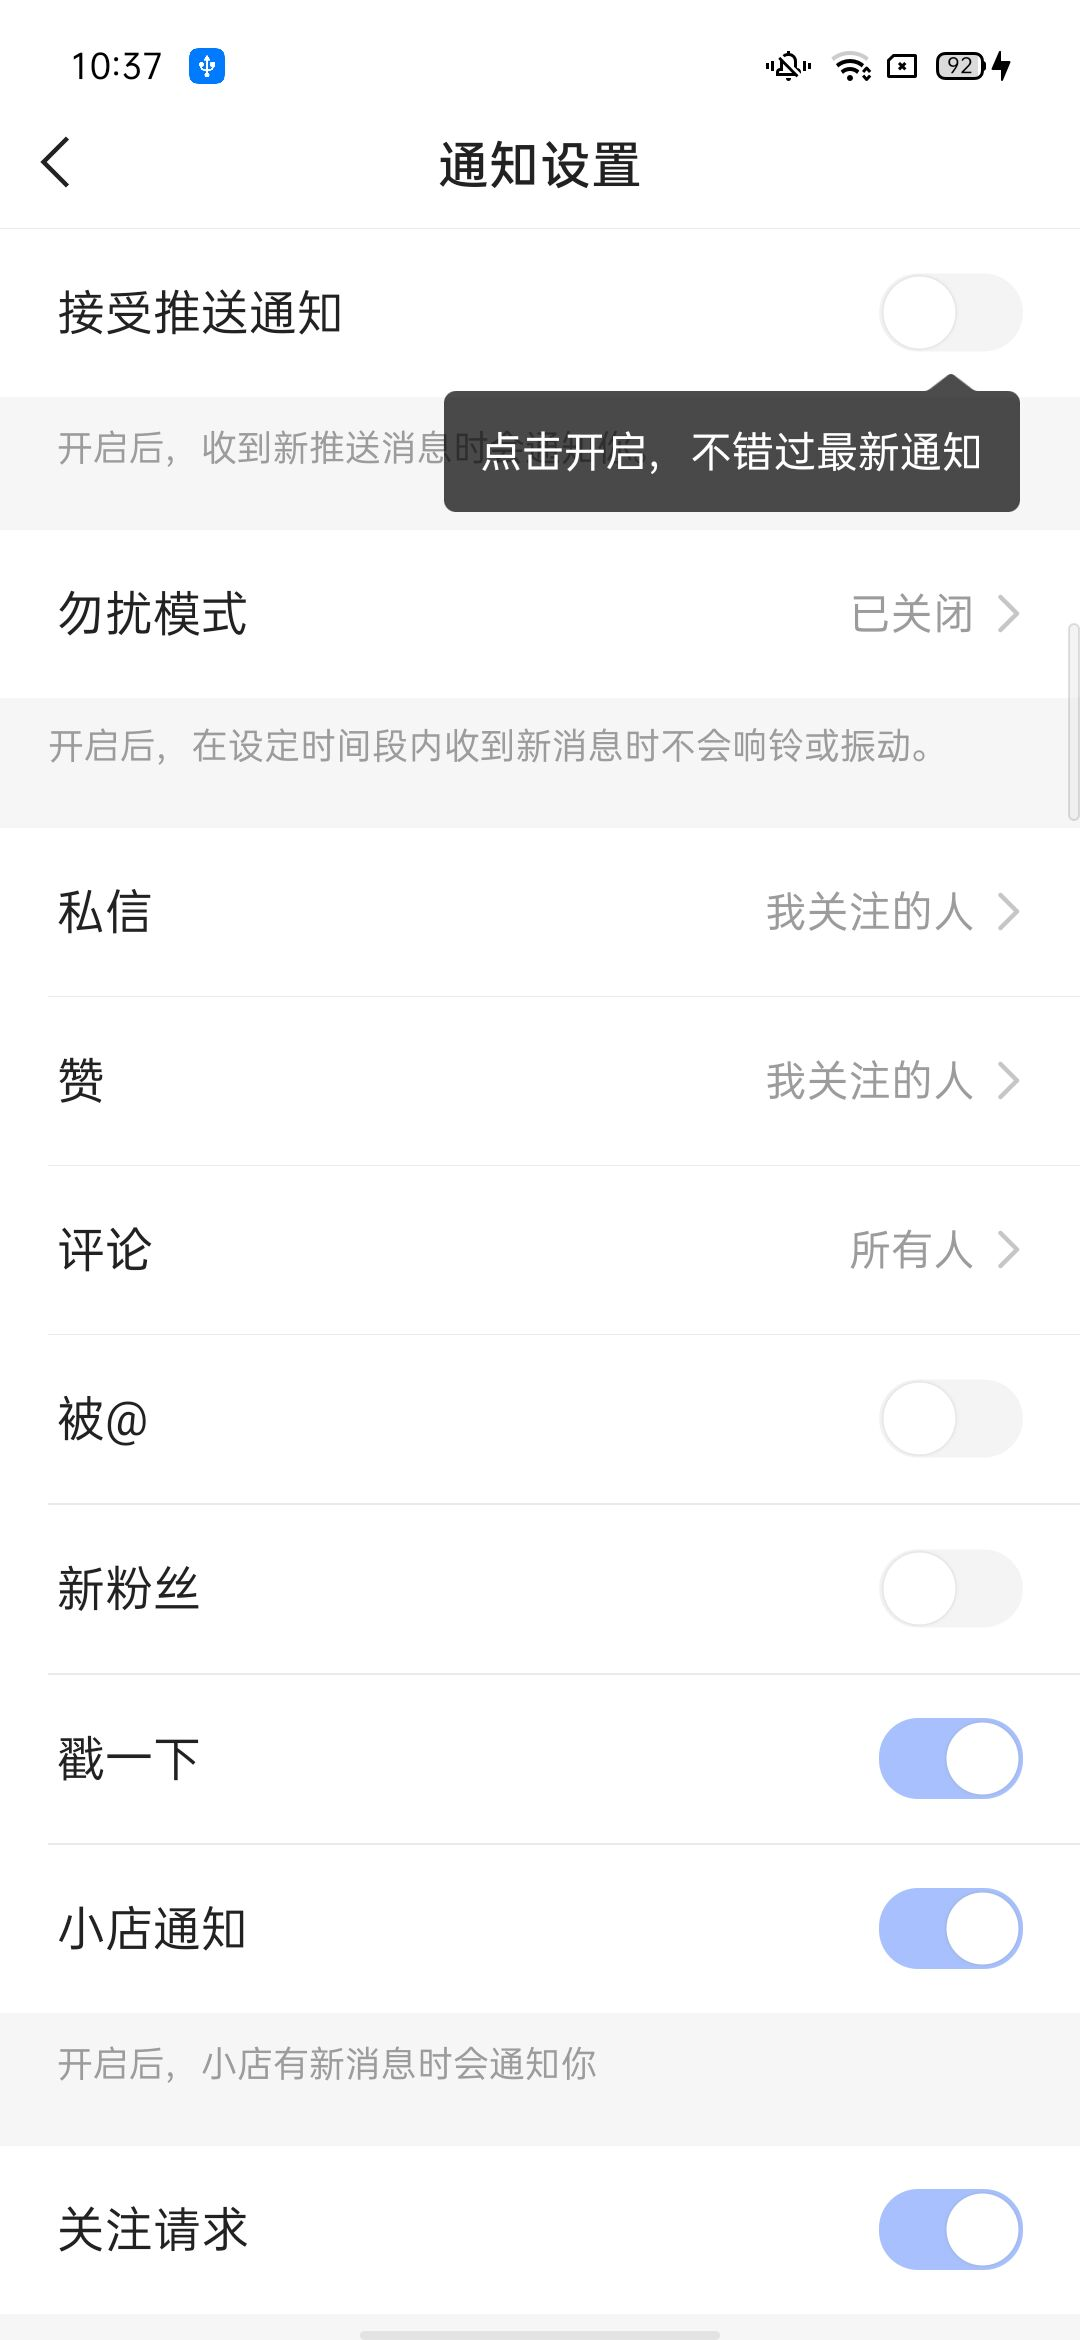 10:37
92
通知设置
接受推送通知
开启后，收到新推送消息时会通知你
点击开启，不错过最新通知
勿扰模式
已关闭
开启后，在设定时间段内收到新消息时不会响铃或振动。
私信
我关注的人
赞
我关注的人
评论
所有人
被@
新粉丝
戳一下
小店通知
开启后，小店有新消息时会通知你
关注请求